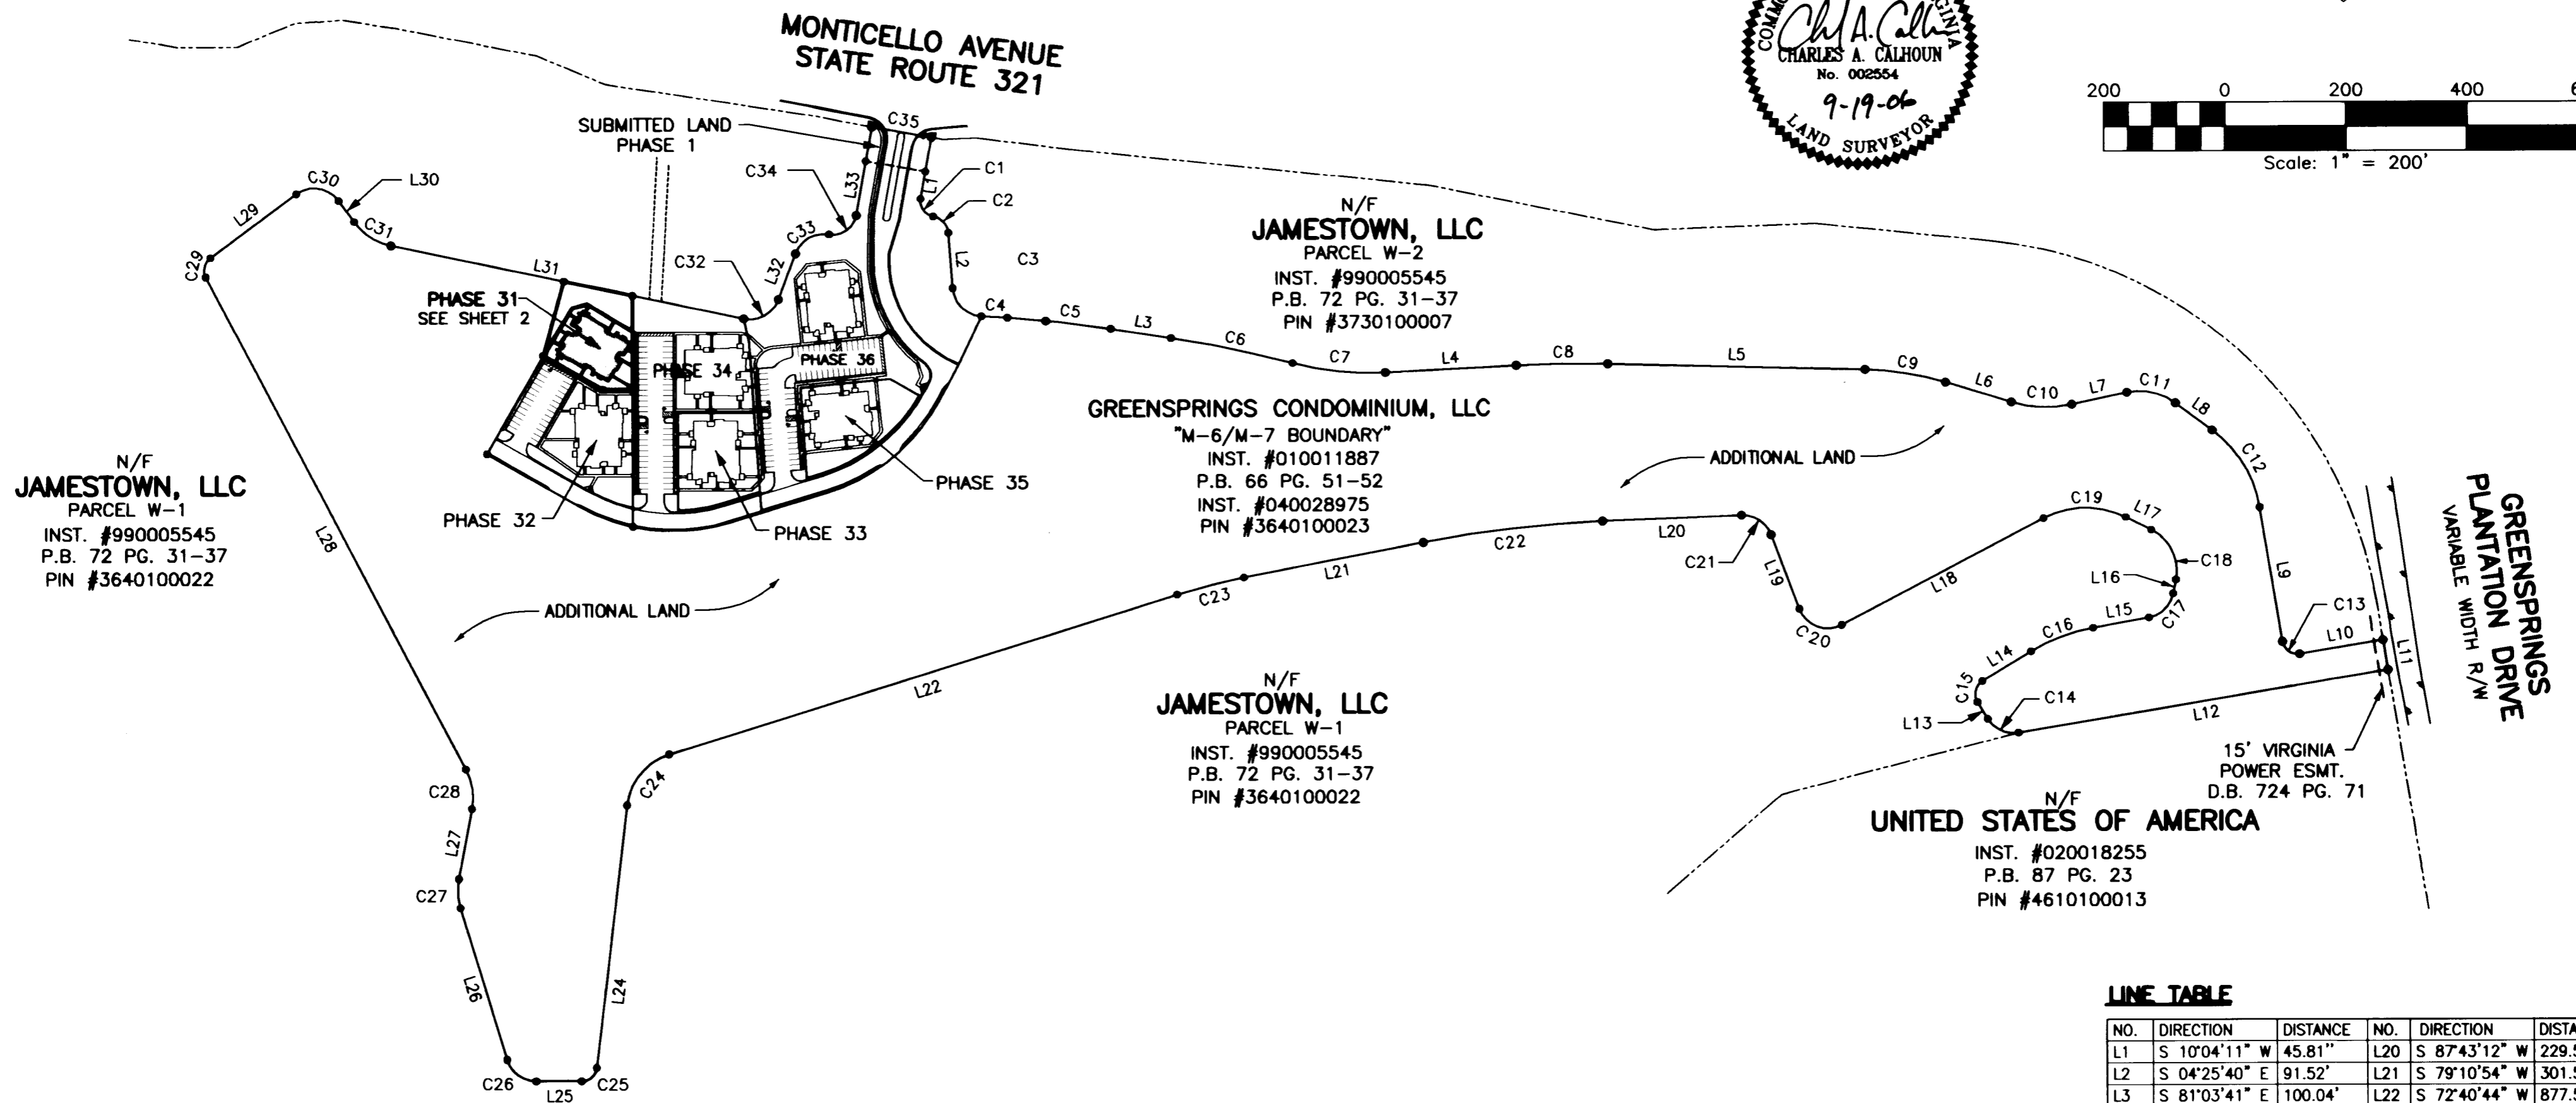 MONTICELLO AVENUE
STATE ROUTE 321
CHARLES A. CALHOUN
No. 002554
9-19-06
LAND SURVEYOR
200 0 200 400
Scale: 1" = 200'
SUBMITTED LAND
PHASE 1
C35
C34
L33
C1
L1
C2
C30
L30
L29
C31
C29
C33
C32
L32
L2
C3
L31
N/F
JAMESTOWN, LLC
PARCEL W-2
INST. #990005545
P.B. 72 PG. 31-37
PIN #3730100007
PHASE 31
SEE SHEET 2
C4
C5
L3
C6
C7
L4
C8
L5
C9
L6
C10
L7
C11
L8
C12
PHASE 34
PHASE 36
GREENSPRINGS CONDOMINIUM, LLC
"M-6/M-7 BOUNDARY"
INST. #010011887
P.B. 66 PG. 51-52
INST. #040028975
PIN #3640100023
ADDITIONAL LAND
PHASE 35
PHASE 32
PHASE 33
N/F
JAMESTOWN, LLC
PARCEL W-1
INST. #990005545
P.B. 72 PG. 31-37
PIN #3640100022
L28
GREENSPRINGS
PLANTATION DRIVE
VARIABLE WIDTH R/W
C19
L17
C18
L16
L20
C22
C21
L19
L18
L9
L21
C23
C20
C16
L15
C17
C13
L10
L11
L14
C15
C14
L13
L12
ADDITIONAL LAND
L22
N/F
JAMESTOWN, LLC
PARCEL W-1
INST. #990005545
P.B. 72 PG. 31-37
PIN #3640100022
15' VIRGINIA
POWER ESMT.
D.B. 724 PG. 71
N/F
UNITED STATES OF AMERICA
INST. #020018255
P.B. 87 PG. 23
PIN #4610100013
C28
C24
L27
C27
L26
L24
C26
L25
C25
LINE TABLE
NO. DIRECTION DISTANCE NO. DIRECTION
L1 S 10°04'11" W 45.81'' L20 S 87°43'12" W
L2 S 04°25'40" E 91.52' L21 S 79°10'54" W
L3 S 81°03'41" E 100.04' L22 S 72°40'44" W